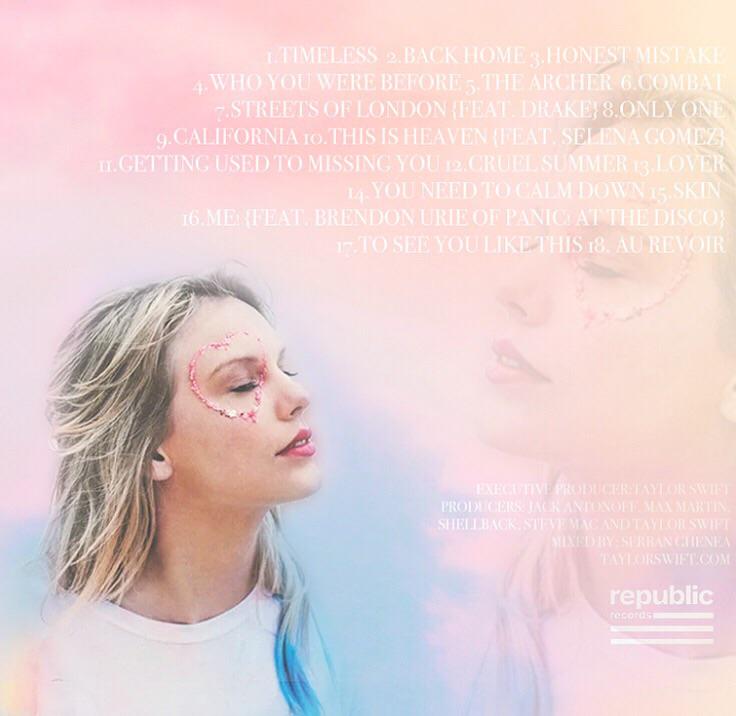 1.TIMELESS 2.BACK HOME 3.HONEST MISTAKE
4.WHO YOU WERE BEFORE 5.THE ARCHER 6.COMBAT
7.STREETS OF LONDON {FEAT. DRAKE} 8.ONLY ONE
9.CALIFORNIA 10.THIS IS HEAVEN {FEAT. SELENA GOMEZ}
11.GETTING USED TO MISSING YOU 12.CRUEL SUMMER 13.LOVER
14.YOU NEED TO CALM DOWN 15.SKIN
16.ME! {FEAT. BRENDON URIE OF PANIC! AT THE DISCO}
17.TO SEE YOU LIKE THIS 18. AU REVOIR
EXECUTIVE PRODUCER:TAYLOR SWIFT
PRODUCERS: JACK ANTONOFF, MAX MARTIN,
SHELLBACK, STEVE MAC AND TAYLOR SWIFT
MIXED BY: SERBAN GHENEA
TAYLORSWIFT.COM
republic
records